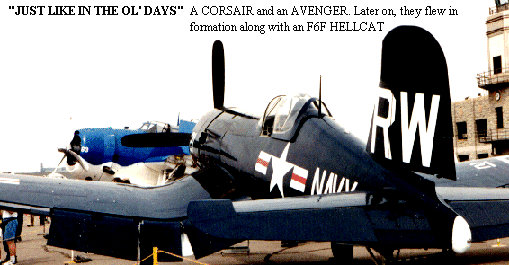 "JUST LIKE IN THE OL' DAYS" A CORSAIR and an AVENGER. Later on, they flew in
formation along with an F6F HELLCAT
RW
NAVY